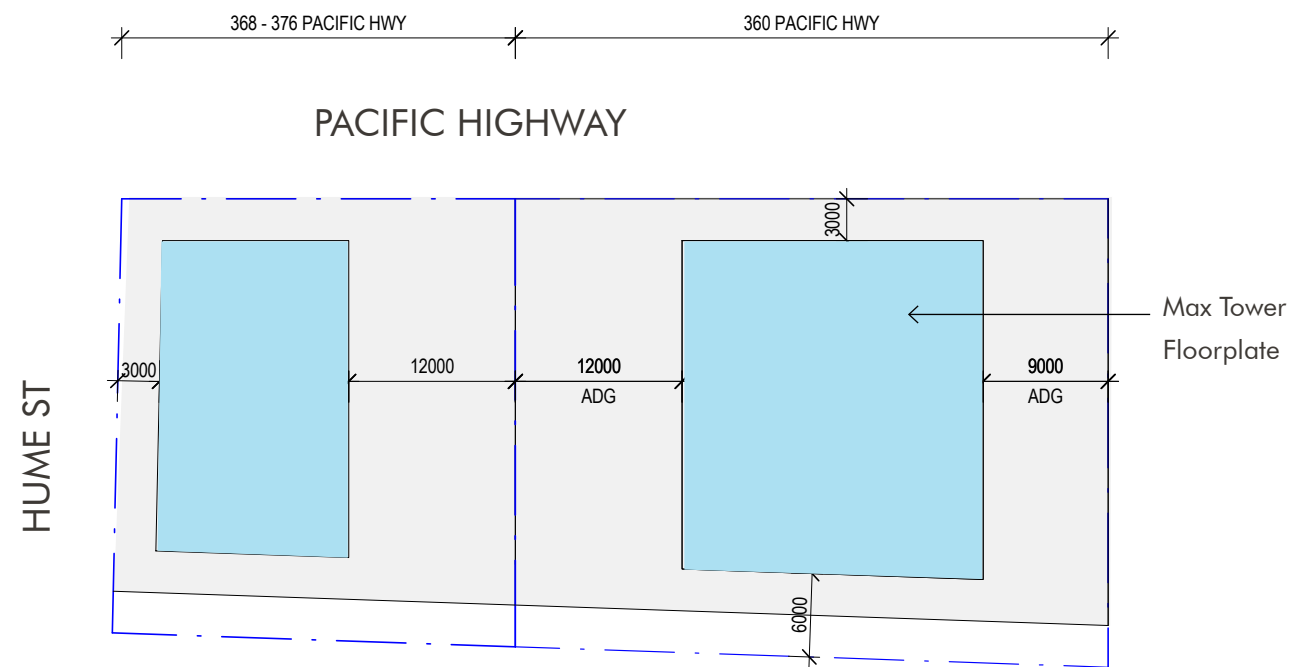 368 - 376 PACIFIC HWY
360 PACIFIC HWY
PACIFIC HIGHWAY
3000
Max Tower
Floorplate
3000
12000
12000
ADG
9000
ADG
HUME ST
6000